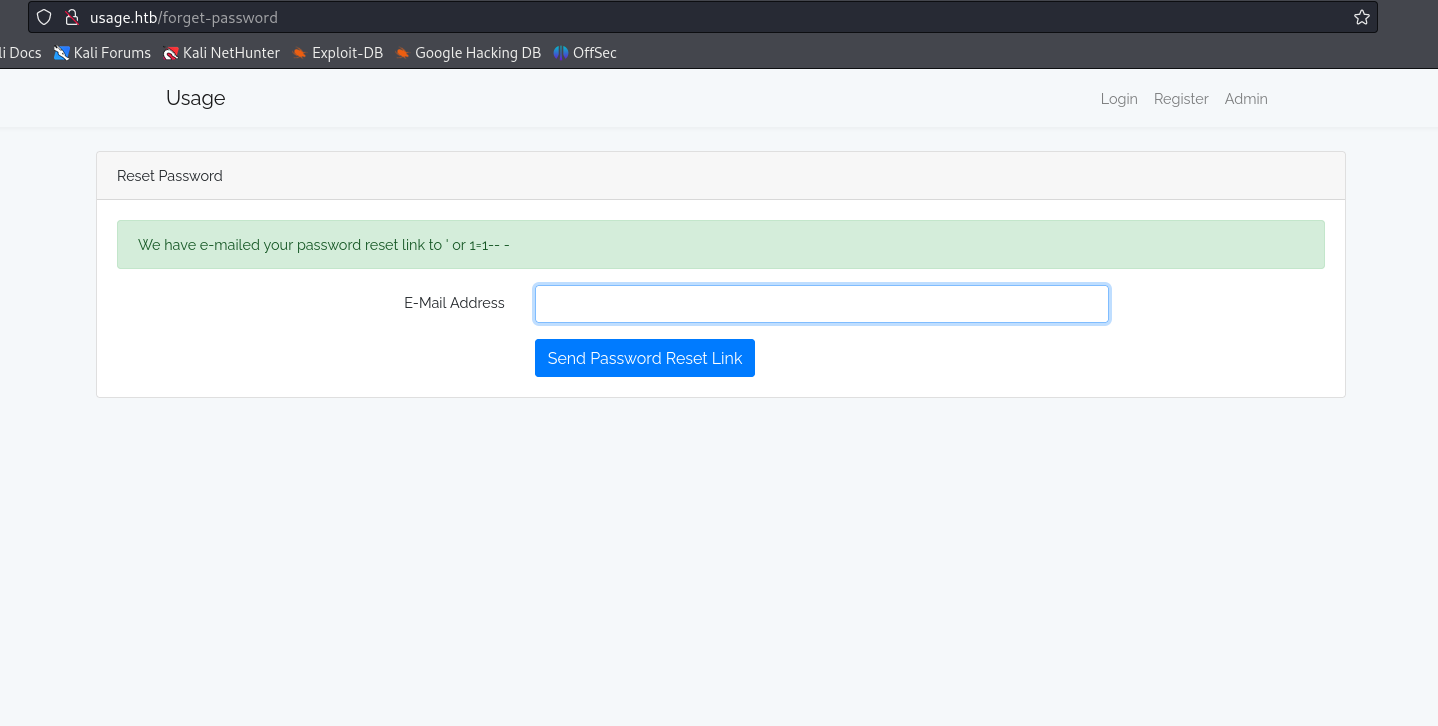 usage.htb/forget-password
li Docs Kali Forums Kali NetHunter Exploit-DB Google Hacking DB OffSec
Usage Login Register Admin
Reset Password
We have e-mailed your password reset link to ' or 1=1-- -
E-Mail Address
Send Password Reset Link